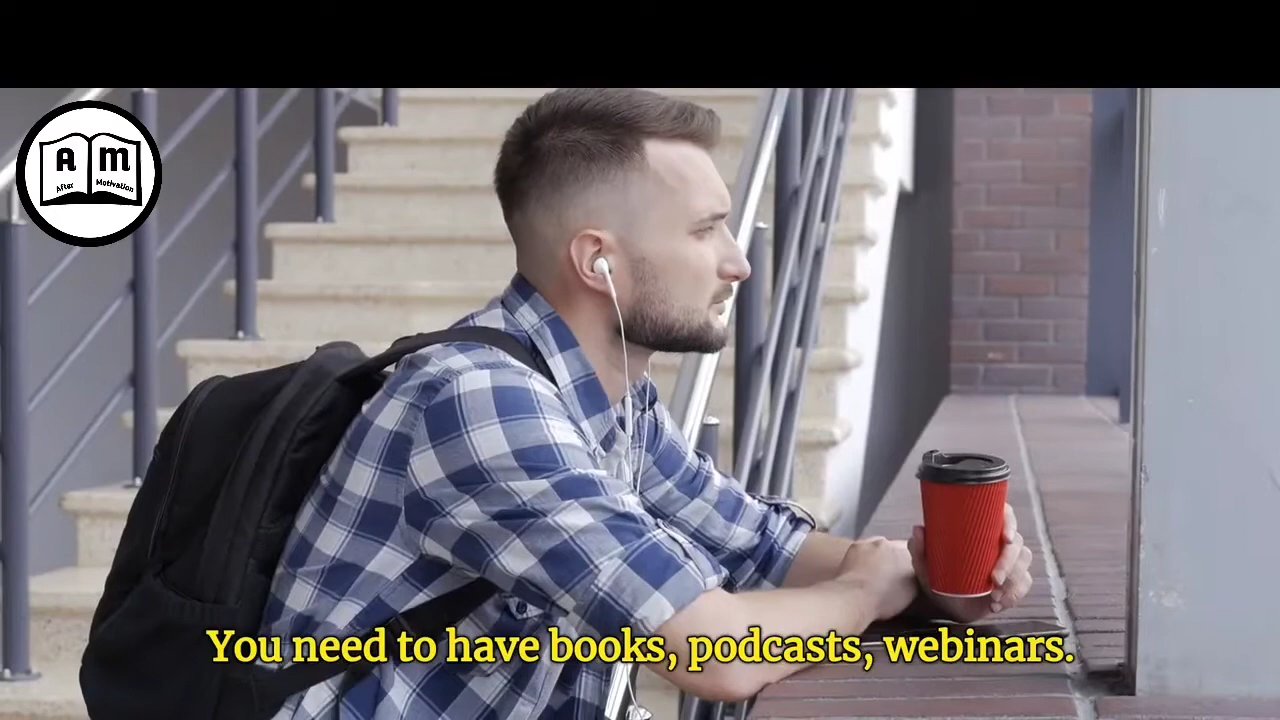 A M
After Motivation
You need to have books, podcasts, webinars.